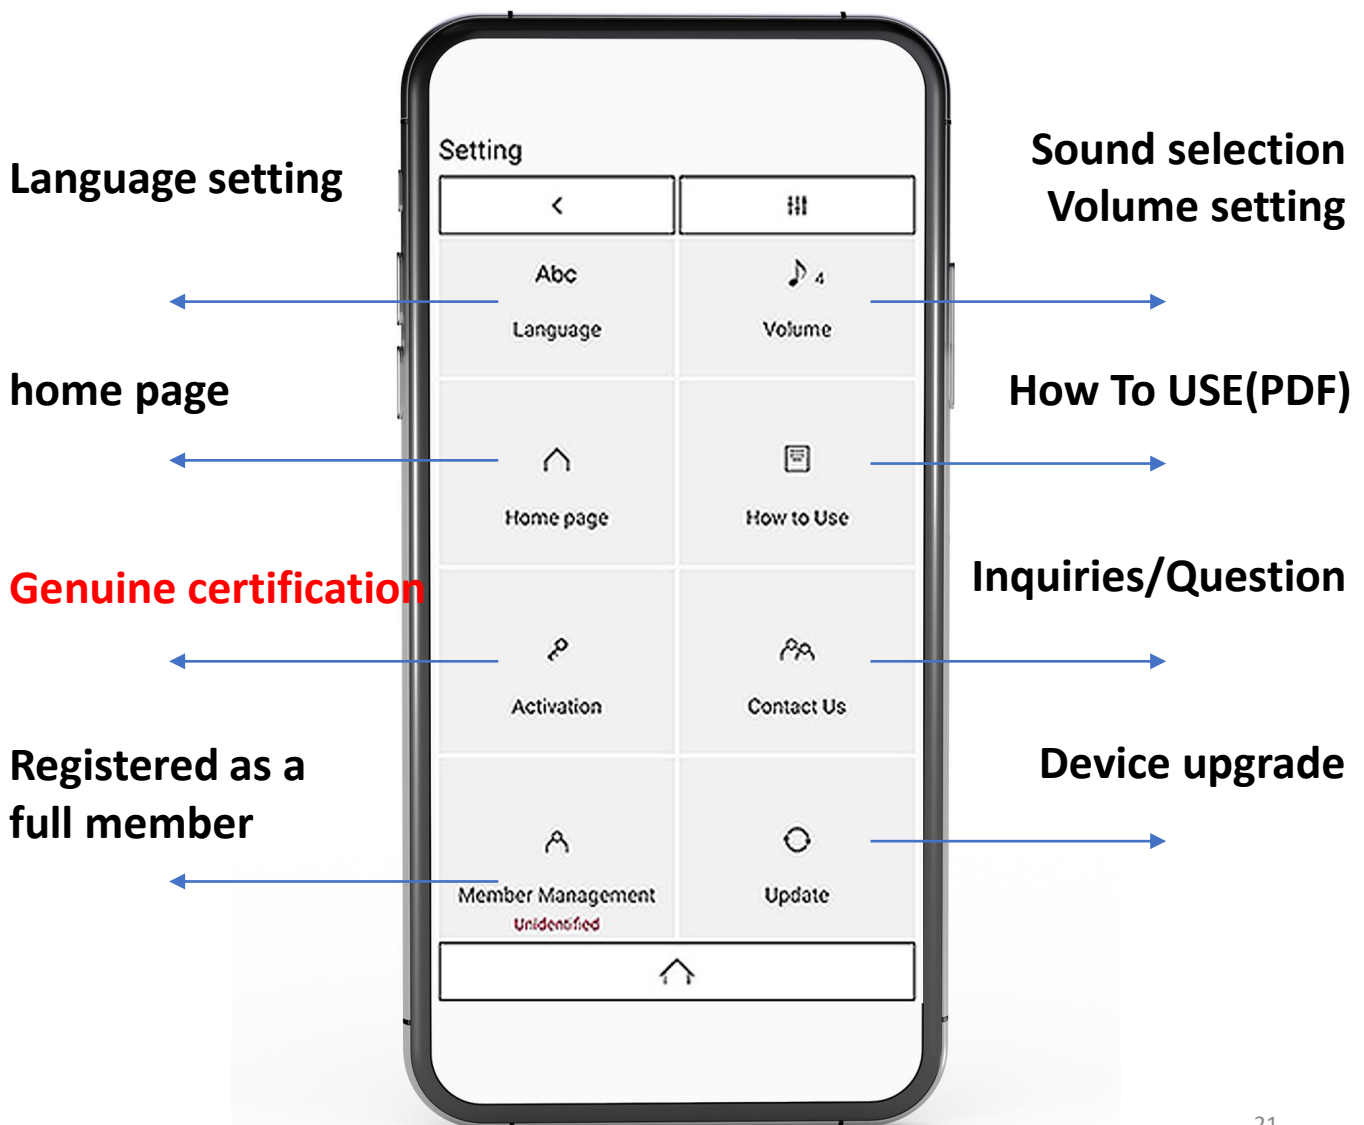 Setting
Language setting
Sound selection
Volume setting
Abc
4
Language
Volume
home page
How To USE(PDF)
Home page
How to Use
Genuine certification
Inquiries/Question
Activation
Contact Us
Registered as a
full member
Device upgrade
Member Management
Unidentified
Update
21